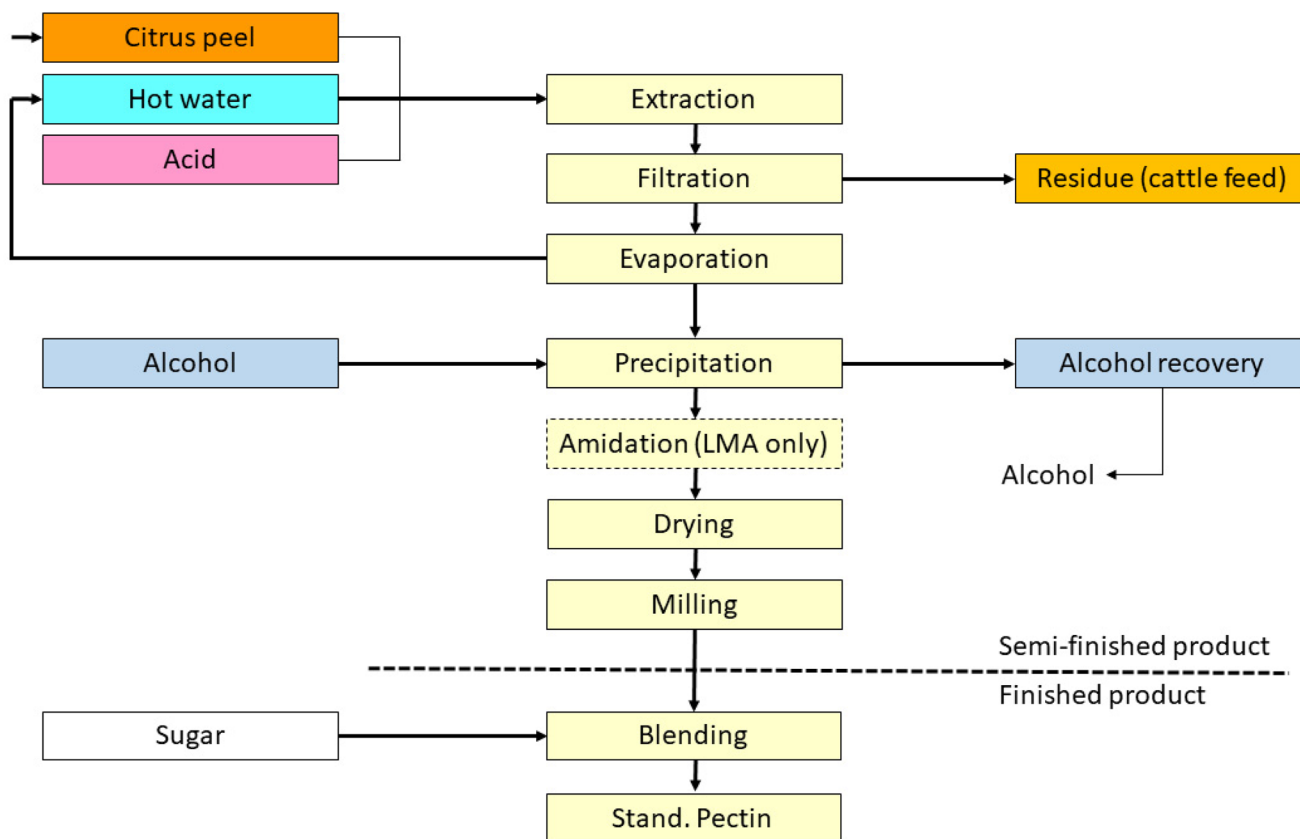 Citrus peel
Hot water
Extraction
Acid
Filtration
Residue (cattle feed)
Evaporation
Alcohol
Precipitation
Alcohol recovery
Amidation (LMA only)
Alcohol
Drying
Milling
Semi-finished product
Finished product
Sugar
Blending
Stand. Pectin